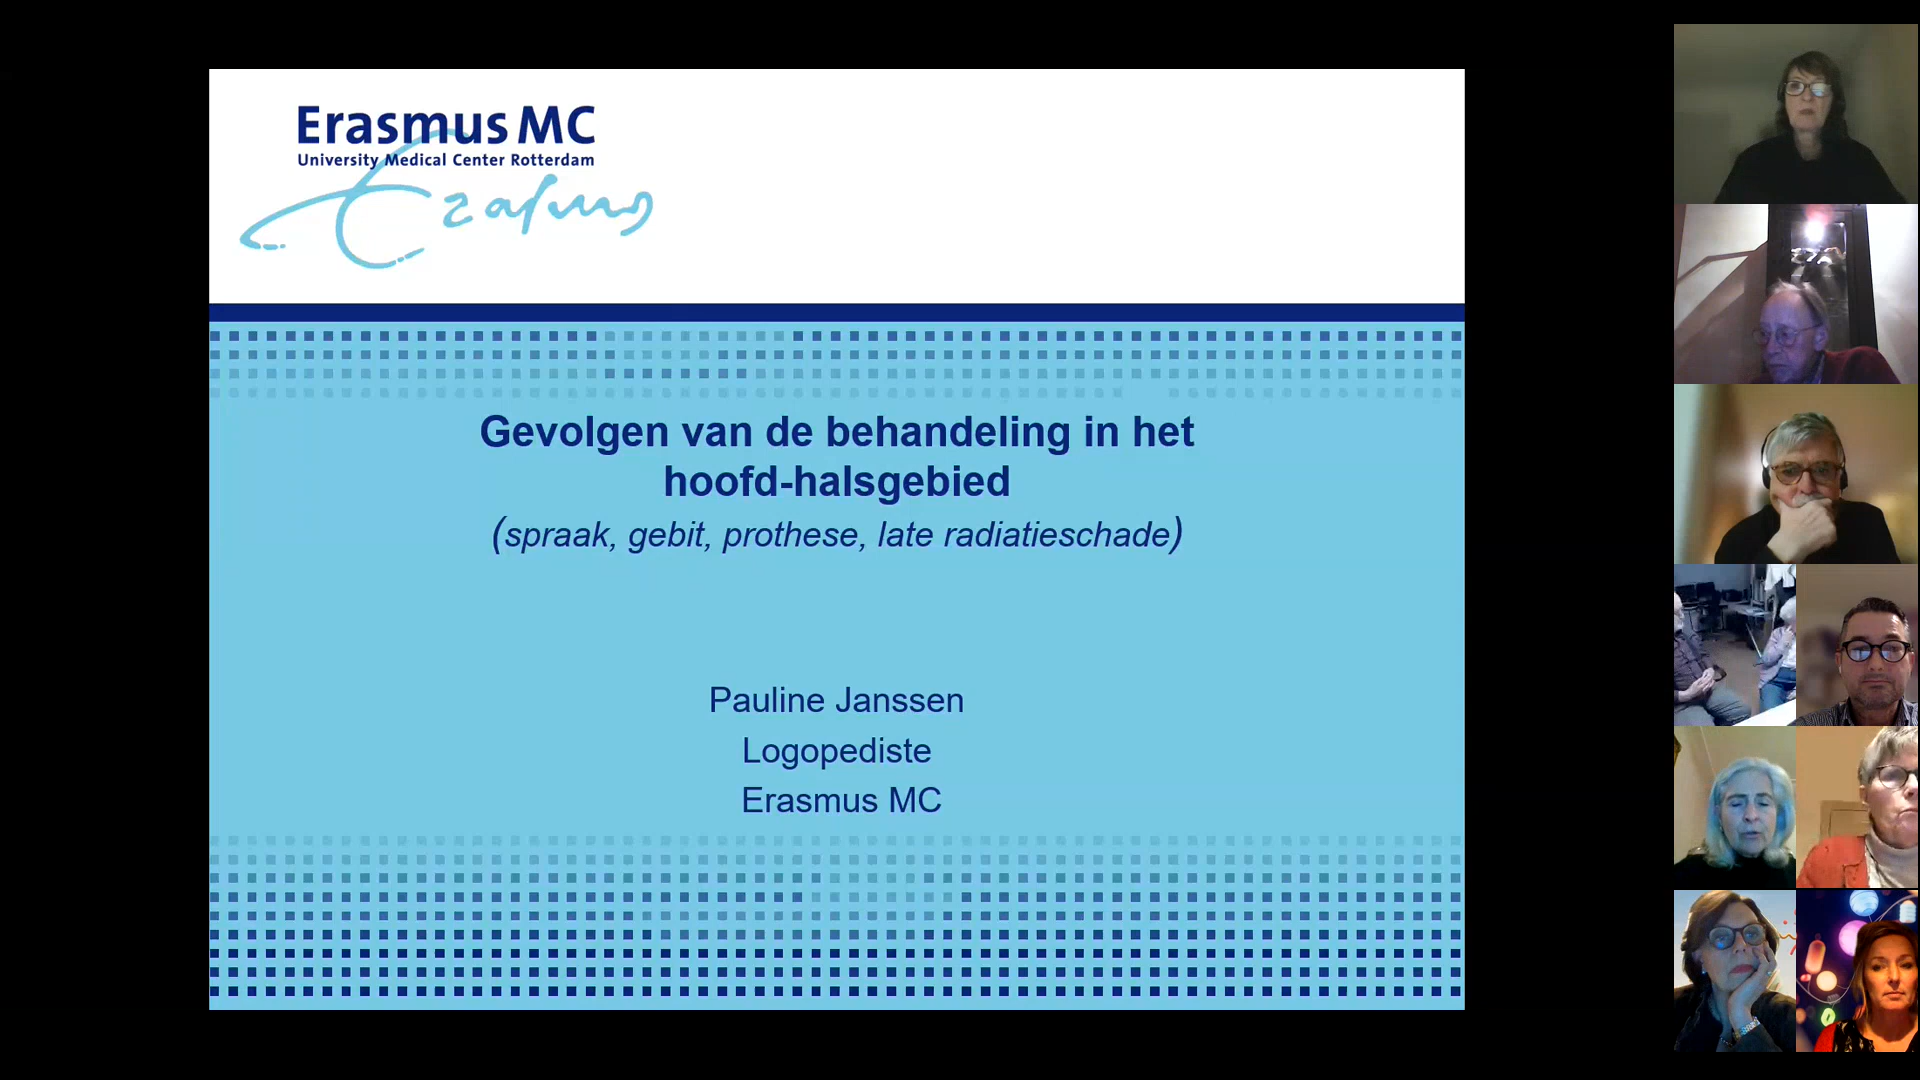 Erasmus MC
University Medical Center Rotterdam
Erasmus
Gevolgen van de behandeling in het
hoofd-halsgebied
(spraak, gebit, prothese, late radiatieschade)
Pauline Janssen
Logopediste
Erasmus MC